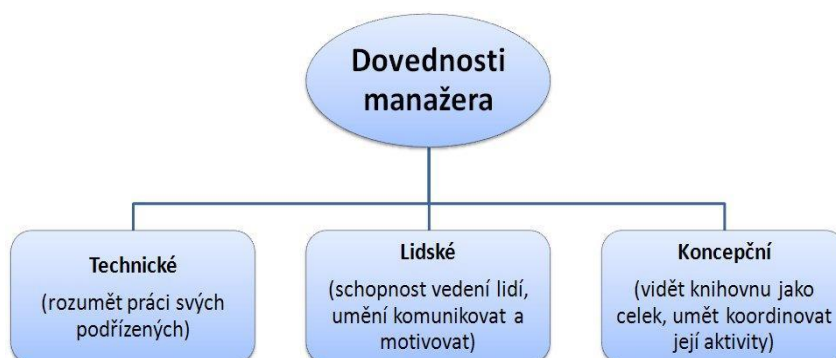 Dovednosti
manažera
Technické
(rozumět práci svých
podřízených)
Lidské
(schopnost vedení lidí,
umění komunikovat a
motivovat)
Koncepční
(vidět knihovnu jako
celek, umět koordinovat
její aktivity)